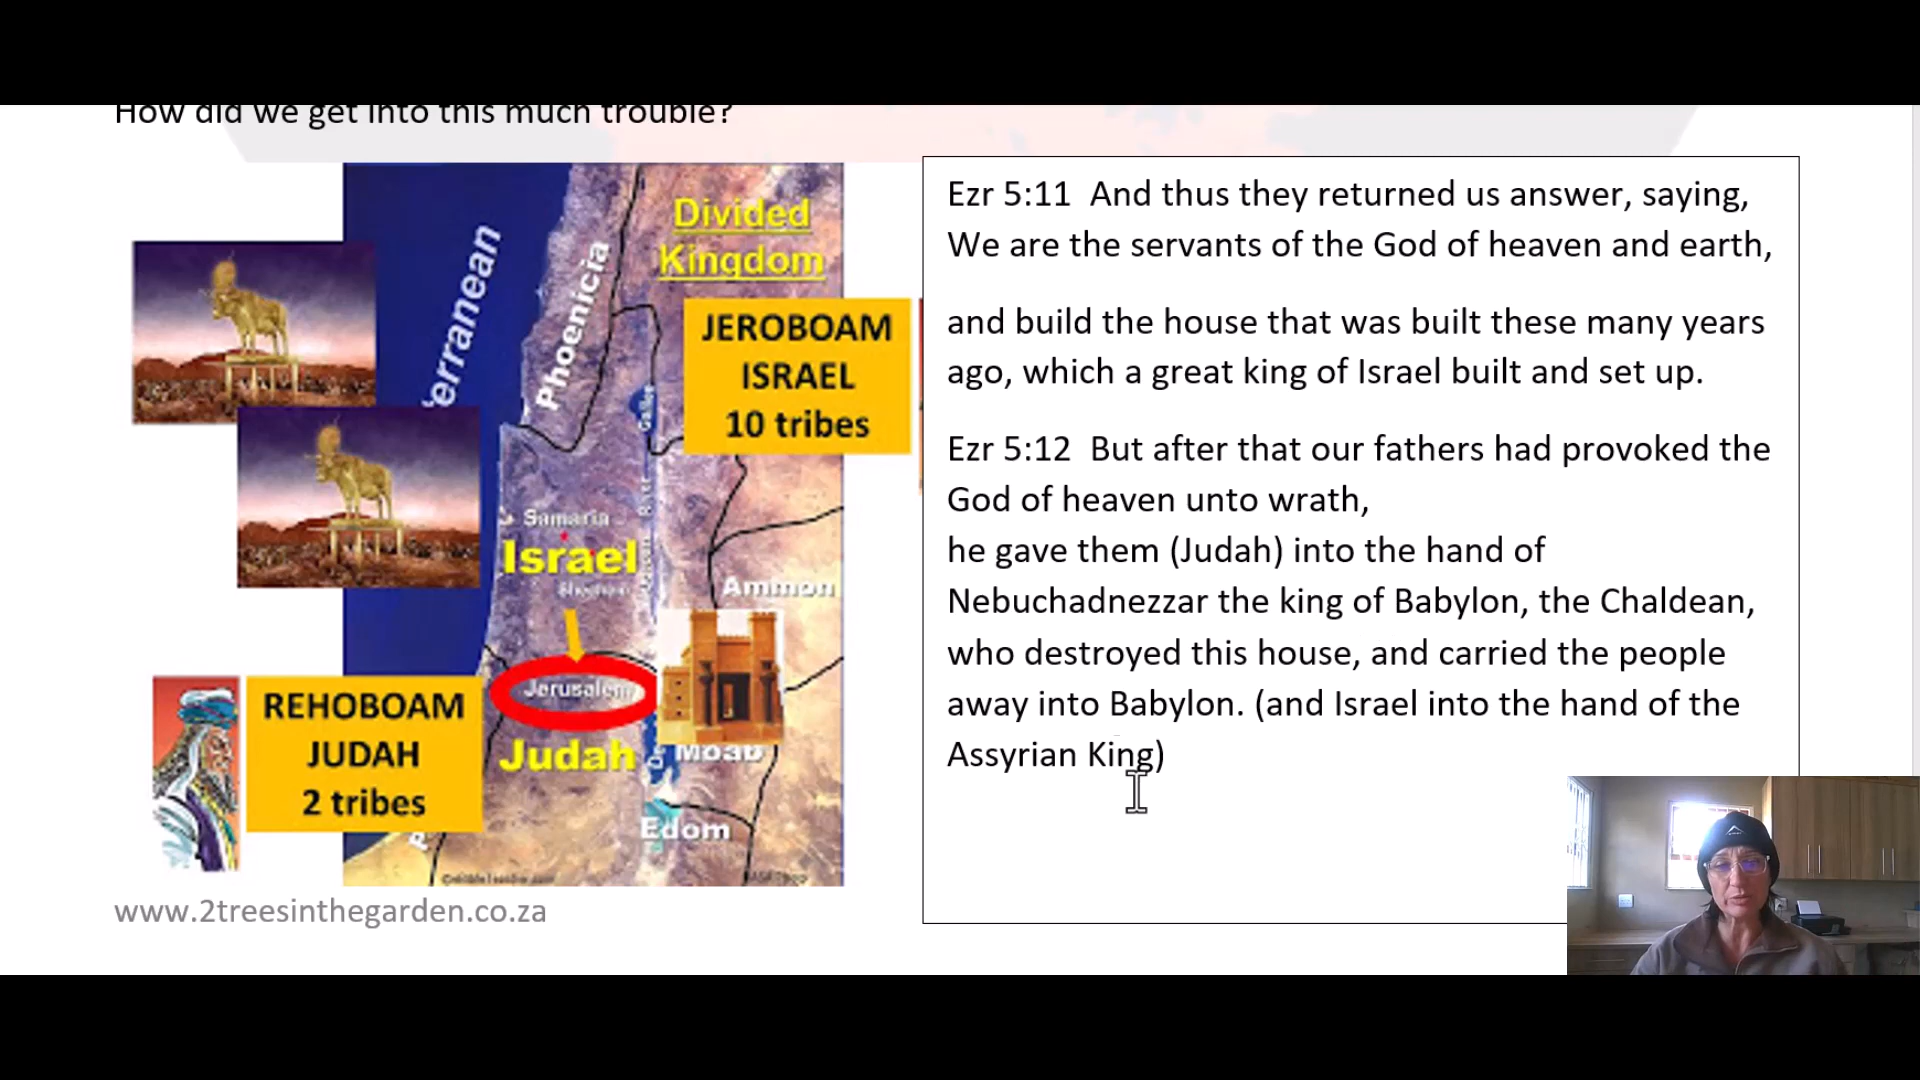 How did we get into this much trouble?
Divided
Kingdom
Phoenicia
erranean
JEROBOAM
ISRAEL
10 tribes
Samaria
Israel
Ammon
Jerusalem
REHOBOAM
JUDAH
2 tribes
Judah
Moab
Edom
www.2treesinthegarden.co.za
Ezr 5:11 And thus they returned us answer, saying,
We are the servants of the God of heaven and earth,
and build the house that was built these many years
ago, which a great king of Israel built and set up.
Ezr 5:12 But after that our fathers had provoked the
God of heaven unto wrath,
he gave them (Judah) into the hand of
Nebuchadnezzar the king of Babylon, the Chaldean,
who destroyed this house, and carried the people
away into Babylon. (and Israel into the hand of the
Assyrian King)